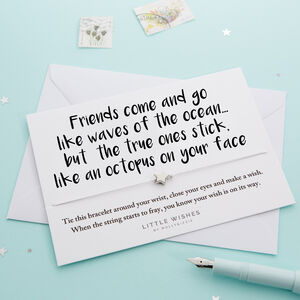 Friends come and go
like waves of the ocean...
but the true ones stick,
like an octopus on your face
Tie this bracelet around your wrist, close your eyes and make a wish.
When the string starts to fray, you know your wish is on its way.
LITTLE WISHES
BY MOLLY&IZZIE